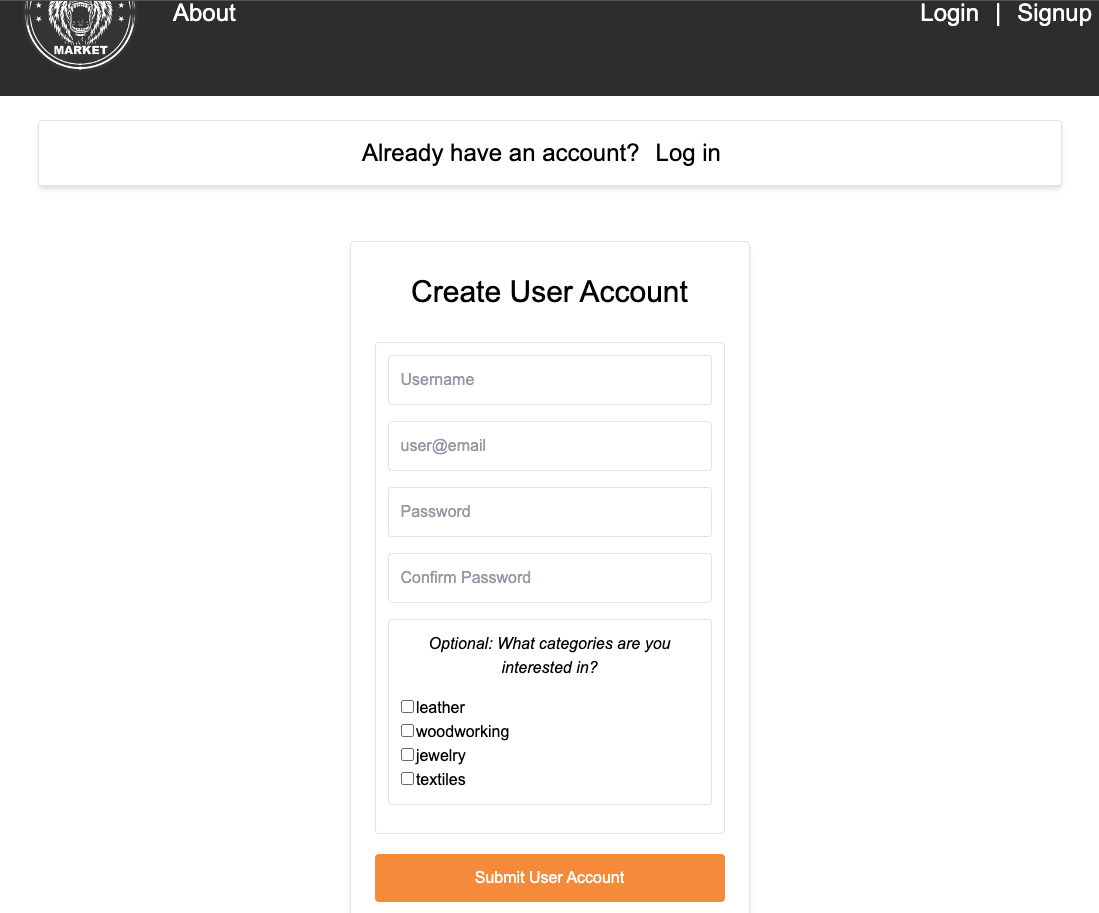 MARKET
About
Login | Signup
Already have an account? Log in
Create User Account
Username
user@email
Password
Confirm Password
Optional: What categories are you
interested in?
leather
woodworking
jewelry
textiles
Submit User Account